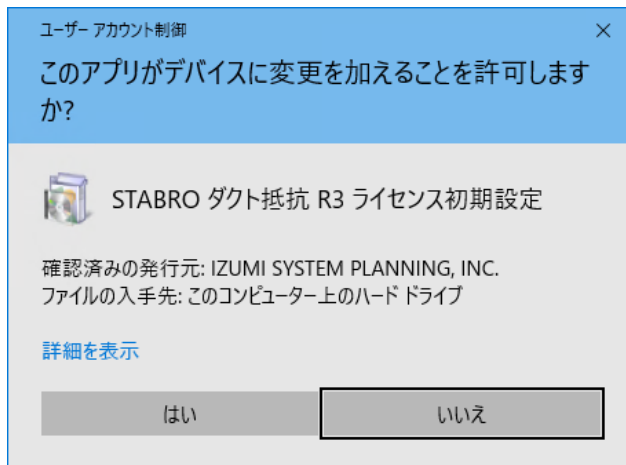 ユーザー アカウント制御
このアプリがデバイスに変更を加えることを許可します
か?
STABRO ダクト抵抗 R3 ライセンス初期設定
確認済みの発行元: IZUMI SYSTEM PLANNING, INC.
ファイルの入手先: このコンピューター上のハード ドライブ
詳細を表示
はい
いいえ